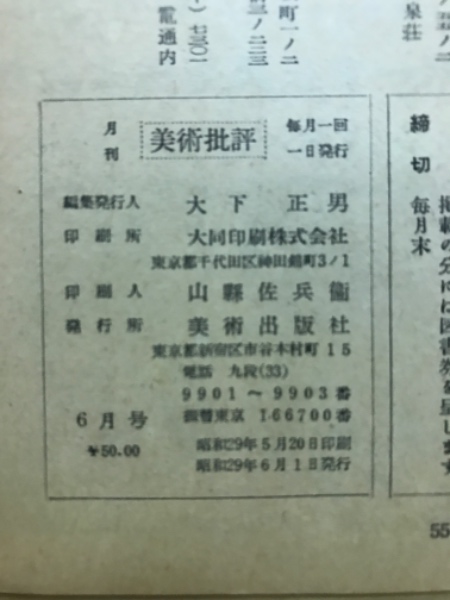 月刊 美術批評 毎月一回一日発行
編集発行人 大下正男
印刷所 大同印刷株式会社
東京都千代田区神田錦町3ノ1
印刷人 山縣佐兵衞
発行所 美術出版社
東京都新宿区市谷本村町15
電話 九段(33)
9901〜9903番
振替東京 166700番
6月号
¥50.00
昭和29年5月20日印刷
昭和29年6月1日発行
締切 毎月末
町一ノ二
電通内
泉荘
55